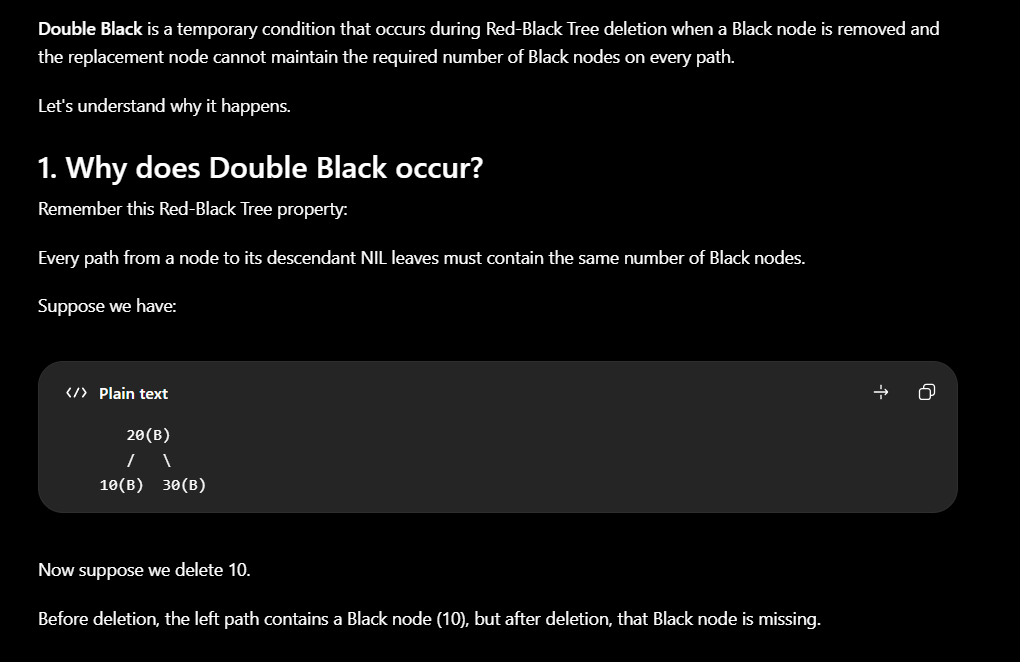 Double Black is a temporary condition that occurs during Red-Black Tree deletion when a Black node is removed and
the replacement node cannot maintain the required number of Black nodes on every path.
Let's understand why it happens.
1. Why does Double Black occur?
Remember this Red-Black Tree property:
Every path from a node to its descendant NIL leaves must contain the same number of Black nodes.
Suppose we have:
</> Plain text
20(B)
/ \
10(B) 30(B)
Now suppose we delete 10.
Before deletion, the left path contains a Black node (10), but after deletion, that Black node is missing.